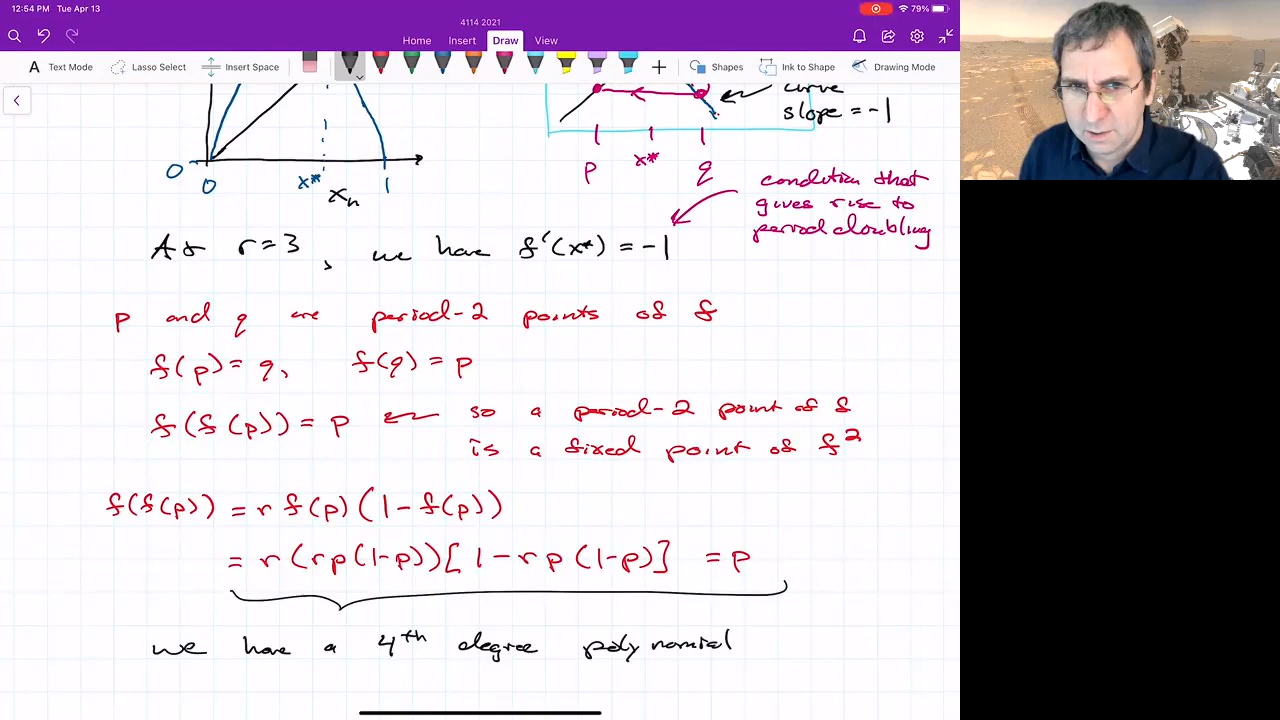 12:54 PM Tue Apr 13
79%
4114 2021
Home Insert Draw View
Text Mode Lasso Select Insert Space Shapes Ink to Shape Drawing Mode
curve
slope = -1
0
0 x* 1
xn
p x* q
condition that
gives rise to
period doubling
At r=3, we have f'(x*) = -1
p and q are period-2 points of f
f(p) = q, f(q) = p
f(f(p)) = p so a period-2 point of f
is a fixed point of f²
f(f(p)) = r f(p)(1-f(p))
= r(rp(1-p))[1-rp(1-p)] = p
we have a 4th degree polynomial